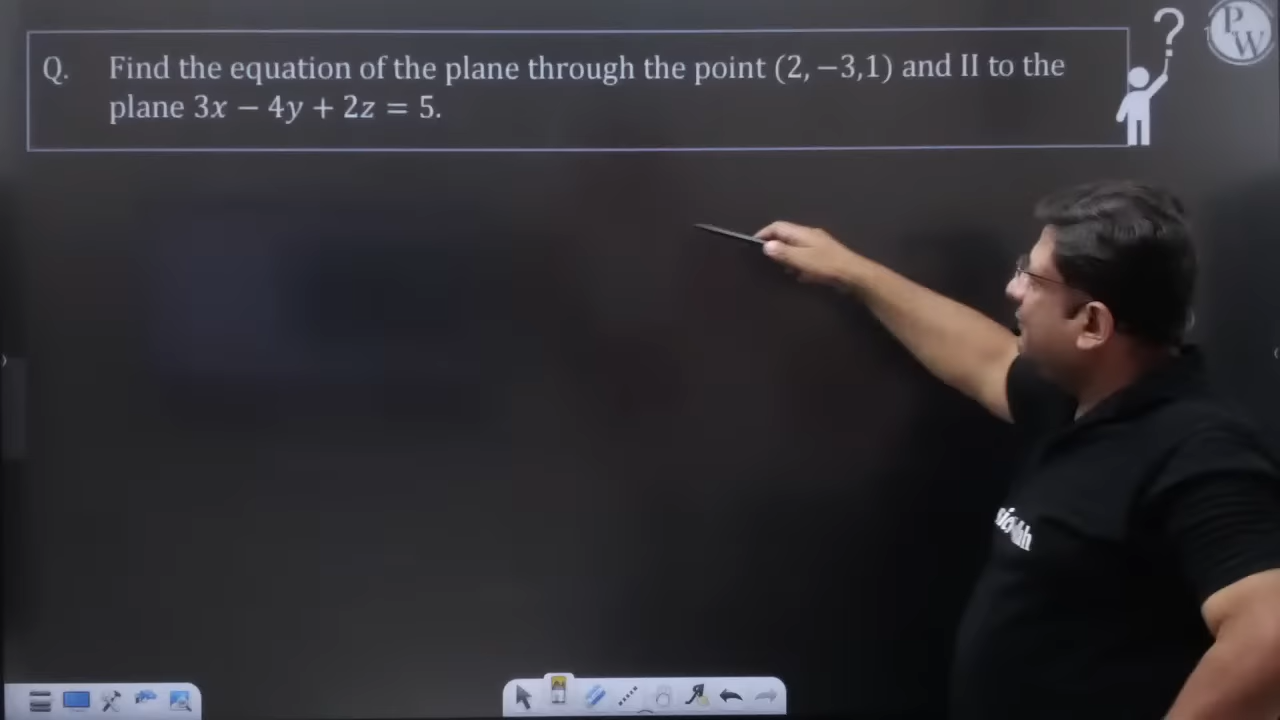 Q. Find the equation of the plane through the point (2, −3,1) and II to the
plane 3x − 4y + 2z = 5.
?
P
W